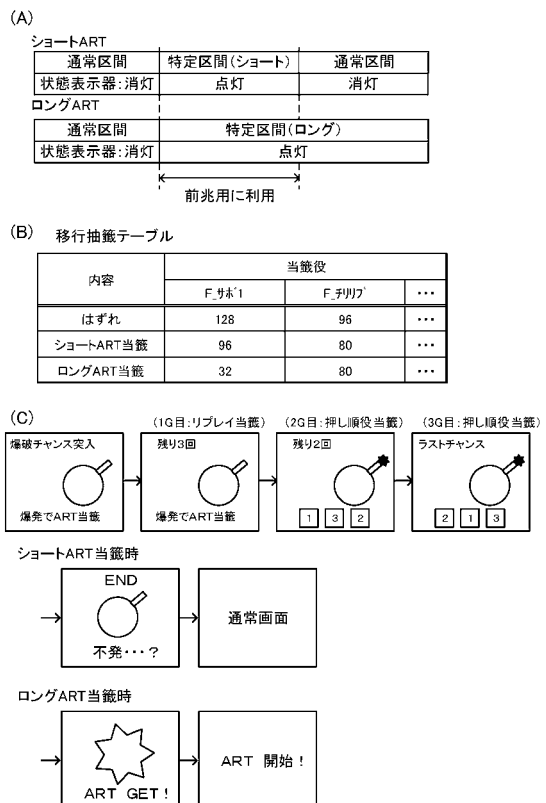 (A)
ショートART
通常区間 特定区間(ショート) 通常区間
状態表示器:消灯 点灯 消灯
ロングART
通常区間 特定区間(ロング)
状態表示器:消灯 点灯
前兆用に利用
(B) 移行抽籤テーブル
内容 当籤役
F_サボ1 F_チリリプ ・・・
はずれ 128 96 ・・・
ショートART当籤 96 80 ・・・
ロングART当籤 32 80 ・・・
(C) (1G目:リプレイ当籤) (2G目:押し順役当籤) (3G目:押し順役当籤)
爆破チャンス突入 残り3回 残り2回 ラストチャンス
爆発でART当籤 爆発でART当籤 1 3 2 2 1 3
ショートART当籤時
END
不発・・・? 通常画面
ロングART当籤時
ART GET! ART 開始!